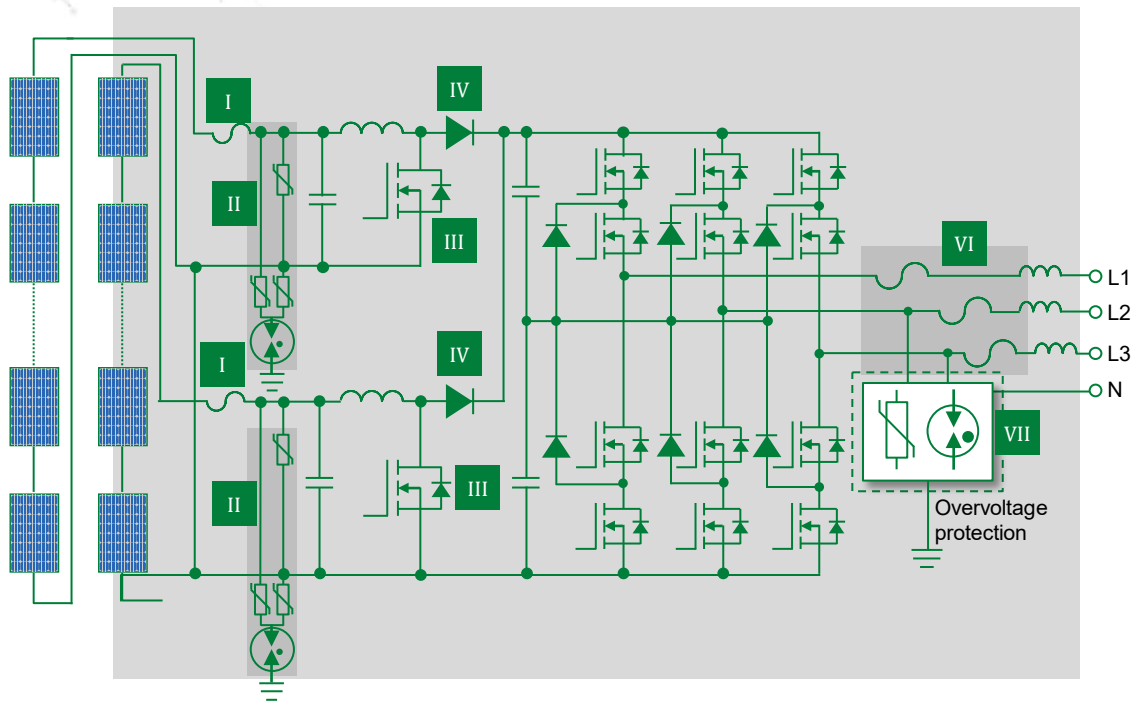 I
IV
II
III
VI
L1
L2
L3
N
I
IV
VII
II
III
Overvoltage
protection